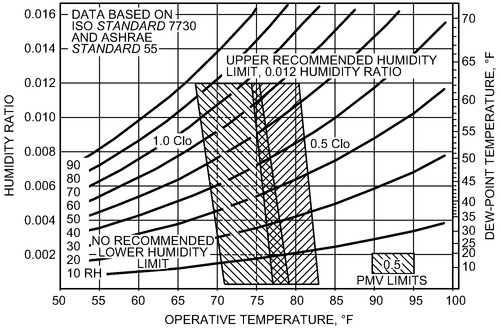 0.016
0.014
0.012
0.010
0.008
0.006
0.004
0.002
HUMIDITY RATIO
DATA BASED ON
ISO STANDARD 7730
AND ASHRAE
STANDARD 55
UPPER RECOMMENDED HUMIDITY
LIMIT, 0.012 HUMIDITY RATIO
1.0 Clo
0.5 Clo
90
80
70
60
50
40
30
20
10 RH
NO RECOMMENDED
LOWER HUMIDITY
LIMIT
0.5
PMV LIMITS
70
65
60
55
50
45
40
35
30
25
20
10
DEW-POINT TEMPERATURE, °F
50 55 60 65 70 75 80 85 90 95 100
OPERATIVE TEMPERATURE, °F